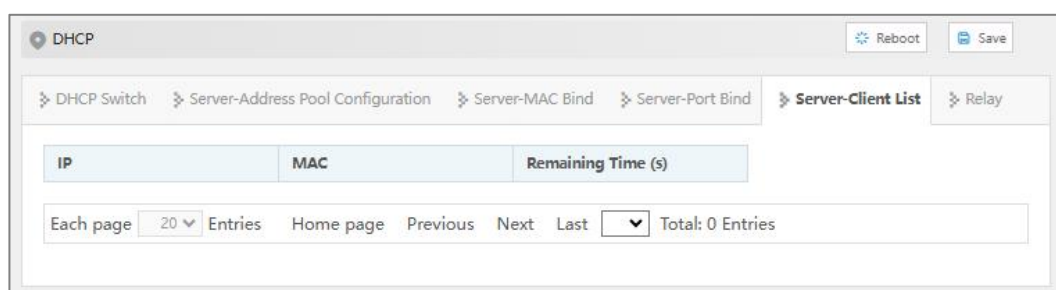 DHCP Reboot Save
DHCP Switch Server-Address Pool Configuration Server-MAC Bind Server-Port Bind Server-Client List Relay
IP MAC Remaining Time (s)
Each page 20 Entries Home page Previous Next Last Total: 0 Entries